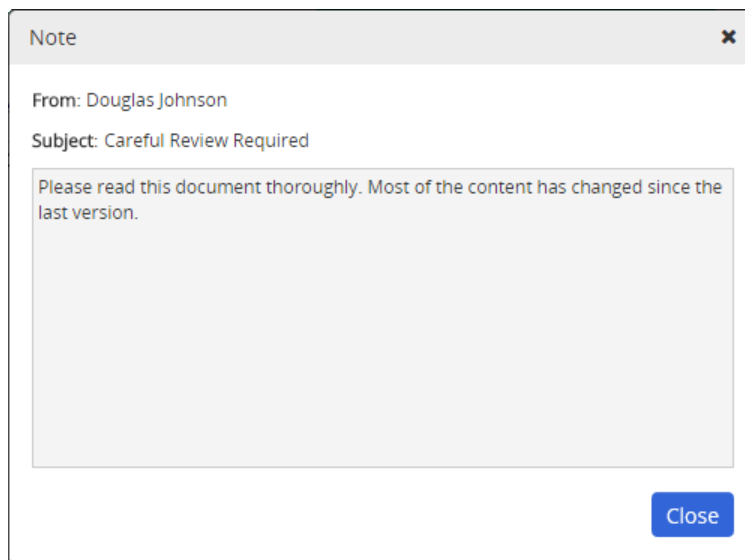 Note
From: Douglas Johnson
Subject: Careful Review Required
Please read this document thoroughly. Most of the content has changed since the
last version.
Close